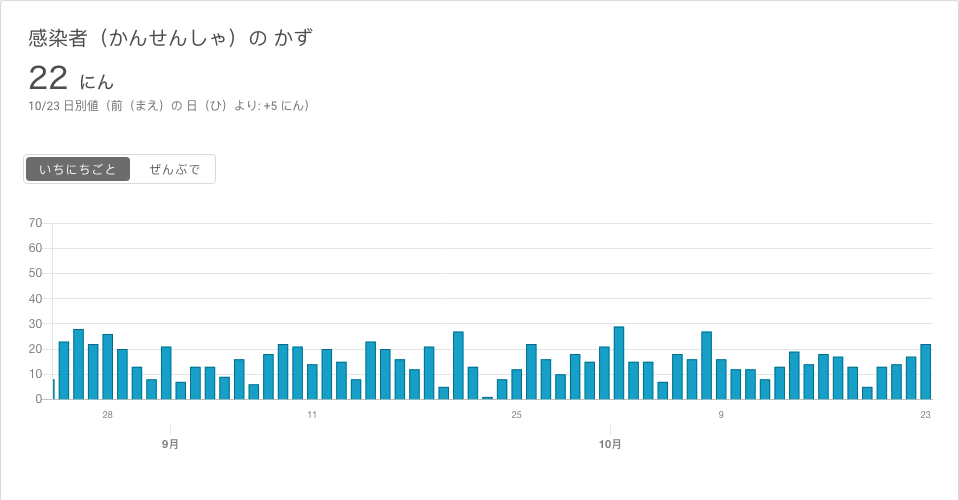 感染者（かんせんしゃ）の かず
22 にん
10/23 日別値（前（まえ）の 日（ひ）より: +5 にん）
いちにちごと ぜんぶで
70
60
50
40
30
20
10
0
28 11 25 9 23
9月 10月